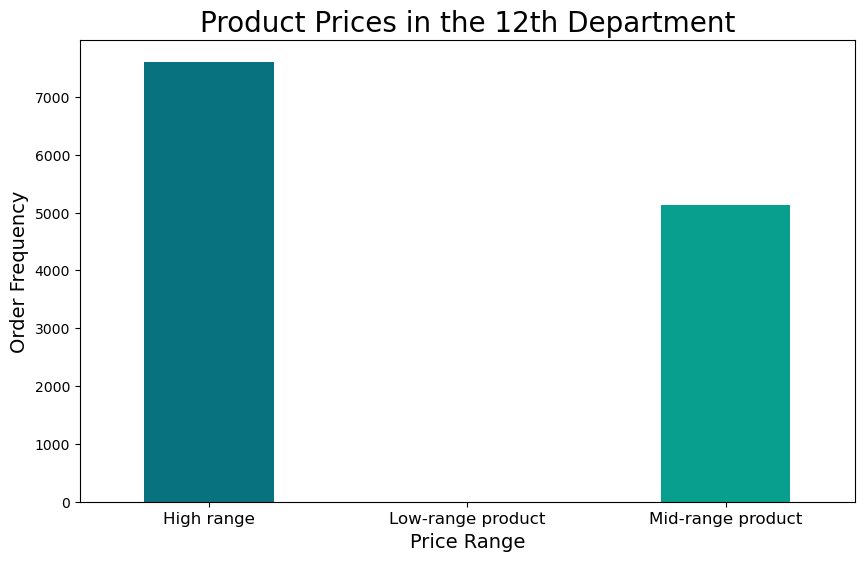 Product Prices in the 12th Department
Order Frequency
7000
6000
5000
4000
3000
2000
1000
0
High range
Low-range product
Mid-range product
Price Range